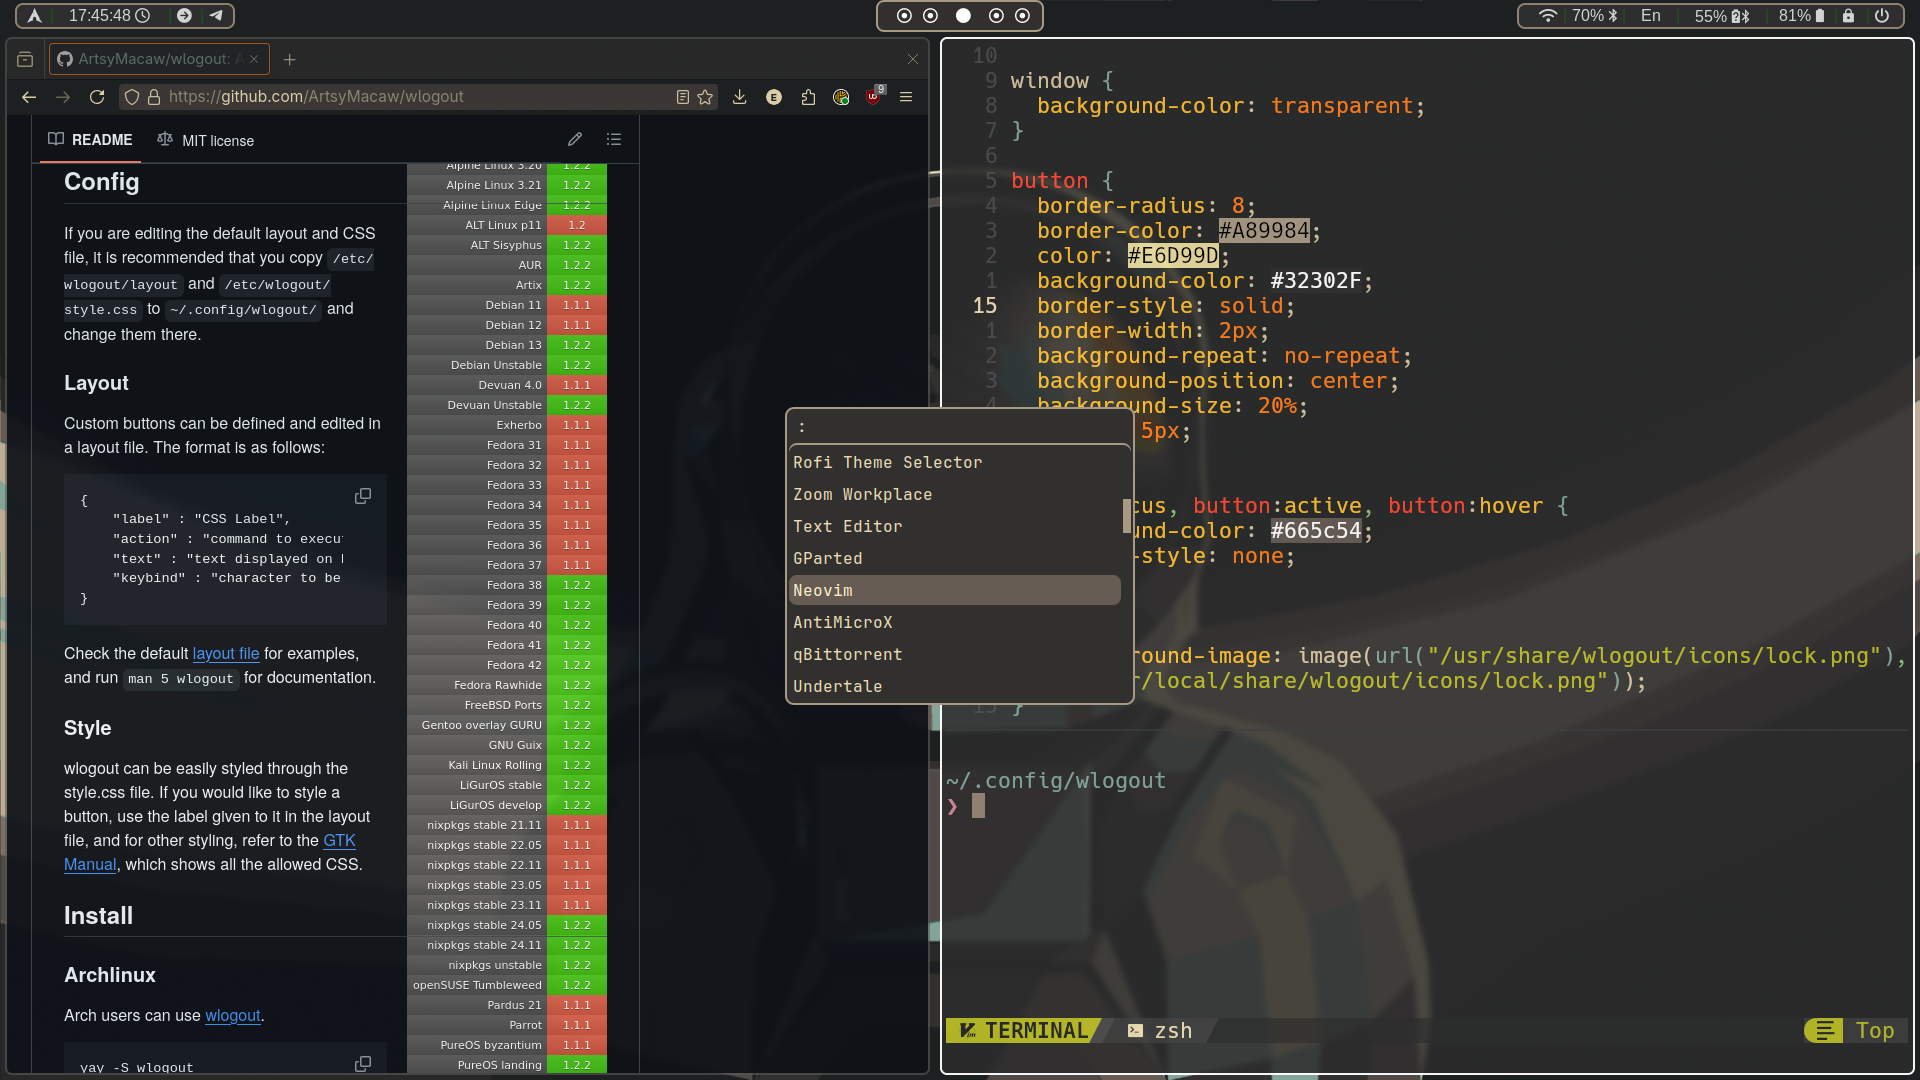 17:45:48
70%
En
55%
81%
ArtsyMacaw/wlogout: A
https://github.com/ArtsyMacaw/wlogout
E
9
README
MIT license
Config
If you are editing the default layout and CSS
file, it is recommended that you copy /etc/
wlogout/layout and /etc/wlogout/
style.css to ~/.config/wlogout/ and
change them there.
Layout
Custom buttons can be defined and edited in
a layout file. The format is as follows:
{
"label" : "CSS Label",
"action" : "command to execu
"text" : "text displayed on
"keybind" : "character to be
}
Check the default layout file for examples,
and run man 5 wlogout for documentation.
Style
wlogout can be easily styled through the
style.css file. If you would like to style a
button, use the label given to it in the layout
file, and for other styling, refer to the GTK
Manual, which shows all the allowed CSS.
Install
Archlinux
Arch users can use wlogout.
yay -S wlogout
Alpine Linux 3.20 1.2.2
Alpine Linux 3.21 1.2.2
Alpine Linux Edge 1.2.2
ALT Linux p11 1.2
ALT Sisyphus 1.2.2
AUR 1.2.2
Artix 1.2.2
Debian 11 1.1.1
Debian 12 1.1.1
Debian 13 1.2.2
Debian Unstable 1.2.2
Devuan 4.0 1.1.1
Devuan Unstable 1.2.2
Exherbo 1.1.1
Fedora 31 1.1.1
Fedora 32 1.1.1
Fedora 33 1.1.1
Fedora 34 1.1.1
Fedora 35 1.1.1
Fedora 36 1.1.1
Fedora 37 1.1.1
Fedora 38 1.2.2
Fedora 39 1.2.2
Fedora 40 1.2.2
Fedora 41 1.2.2
Fedora 42 1.2.2
Fedora Rawhide 1.2.2
FreeBSD Ports 1.2.2
Gentoo overlay GURU 1.2.2
GNU Guix 1.2.2
Kali Linux Rolling 1.2.2
LiGurOS stable 1.2.2
LiGurOS develop 1.2.2
nixpkgs stable 21.11 1.1.1
nixpkgs stable 22.05 1.1.1
nixpkgs stable 22.11 1.1.1
nixpkgs stable 23.05 1.1.1
nixpkgs stable 23.11 1.1.1
nixpkgs stable 24.05 1.2.2
nixpkgs stable 24.11 1.2.2
nixpkgs unstable 1.2.2
openSUSE Tumbleweed 1.2.2
Pardus 21 1.1.1
Parrot 1.1.1
PureOS byzantium 1.1.1
PureOS landing 1.2.2
:
Rofi Theme Selector
Zoom Workplace
Text Editor
GParted
Neovim
AntiMicroX
qBittorrent
Undertale
10
9 window {
8 background-color: transparent;
7 }
6
5 button {
4 border-radius: 8;
3 border-color: #A89984;
2 color: #E6D99D;
1 background-color: #32302F;
15 border-style: solid;
1 border-width: 2px;
2 background-repeat: no-repeat;
3 background-position: center;
4 background-size: 20%;
5px;
cus, button:active, button:hover {
nd-color: #665c54;
-style: none;
round-image: image(url("/usr/share/wlogout/icons/lock.png"),
r/local/share/wlogout/icons/lock.png"));
15 }
~/.config/wlogout
❯
TERMINAL
zsh
Top